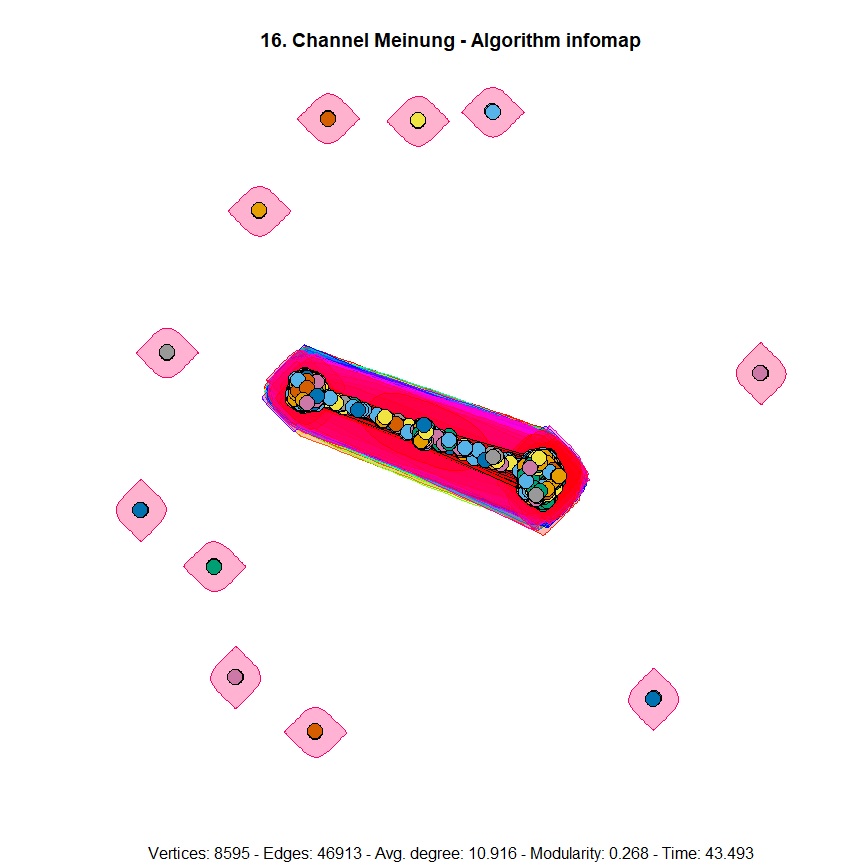 16. Channel Meinung - Algorithm infomap
Vertices: 8595 - Edges: 46913 - Avg. degree: 10.916 - Modularity: 0.268 - Time: 43.493